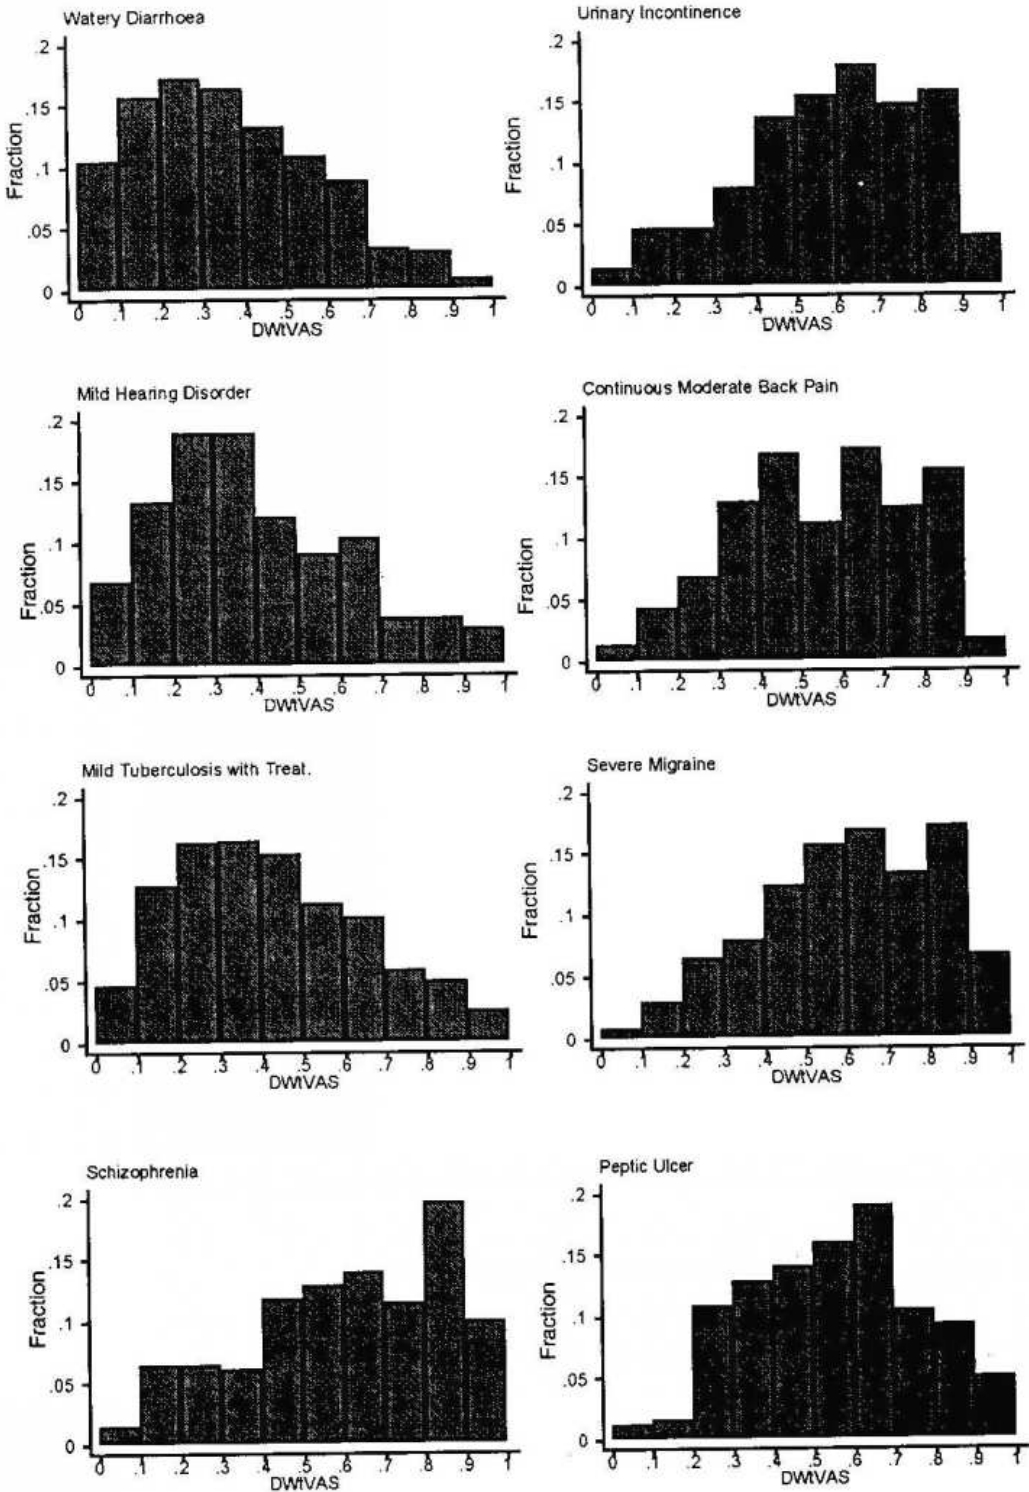 Watery Diarrhoea
.2
.15
.1
.05
0
Fraction
0 .1 .2 .3 .4 .5 .6 .7 .8 .9 1
DWtVAS
Urinary Incontinence
.2
.15
.1
.05
0
Fraction
0 .1 .2 .3 .4 .5 .6 .7 .8 .9 1
DWtVAS
Mild Hearing Disorder
.2
.15
.1
.05
0
Fraction
0 .1 .2 .3 .4 .5 .6 .7 .8 .9 1
DWtVAS
Continuous Moderate Back Pain
.2
.15
.1
.05
0
Fraction
0 .1 .2 .3 .4 .5 .6 .7 .8 .9 1
DWtVAS
Mild Tuberculosis with Treat.
.2
.15
.1
.05
0
Fraction
0 .1 .2 .3 .4 .5 .6 .7 .8 .9 1
DWtVAS
Severe Migraine
.2
.15
.1
.05
0
Fraction
0 .1 .2 .3 .4 .5 .6 .7 .8 .9 1
DWtVAS
Schizophrenia
.2
.15
.1
.05
0
Fraction
0 .1 .2 .3 .4 .5 .6 .7 .8 .9 1
DWtVAS
Peptic Ulcer
.2
.15
.1
.05
0
Fraction
0 .1 .2 .3 .4 .5 .6 .7 .8 .9 1
DWtVAS